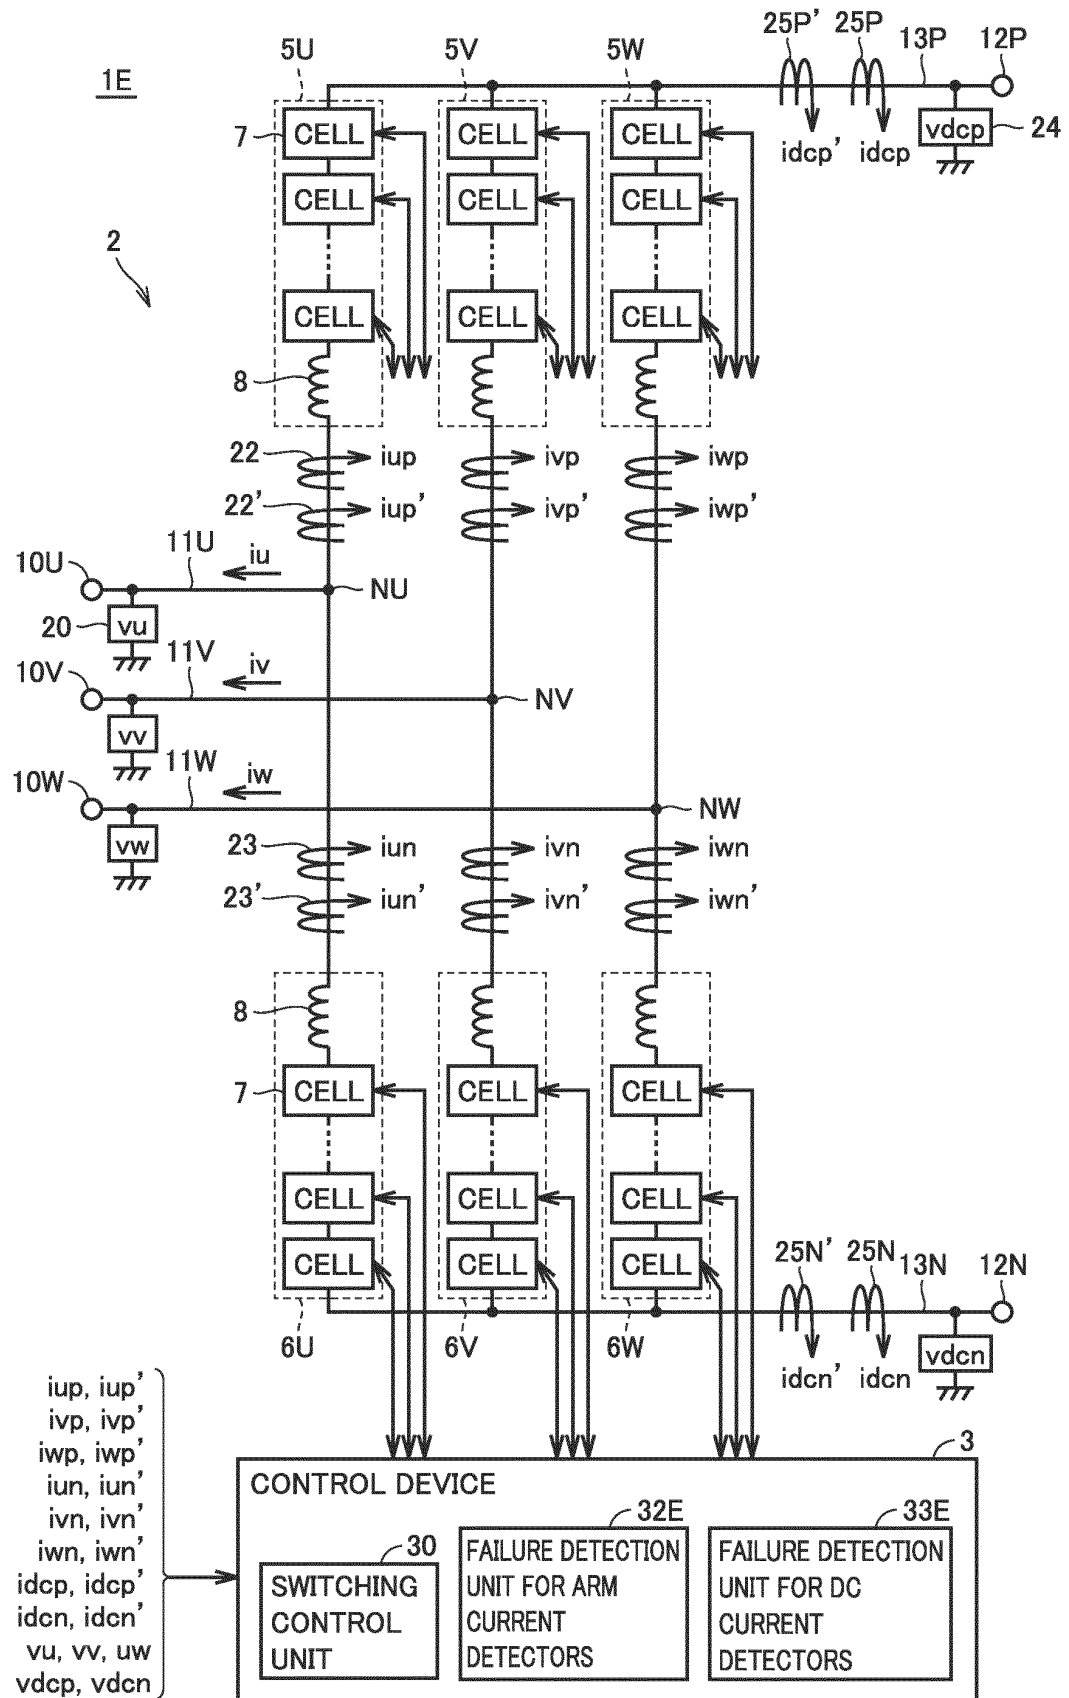 1E
25P' 25P 13P 12P
5U 5V 5W
7 CELL CELL CELL
idcp' idcp
vdcp 24
CELL CELL CELL
2
CELL CELL CELL
8
22 iup ivp iwp
22' iup' ivp' iwp'
10U 11U iu NU
20 vu
10V 11V iv NV
vv
10W 11W iw NW
vw
23 iun ivn iwn
23' iun' ivn' iwn'
8
7 CELL CELL CELL
CELL CELL CELL
CELL CELL CELL
25N' 25N 13N 12N
6U 6V 6W
idcn' idcn
vdcn
iup, iup'
ivp, ivp'
iwp, iwp'
iun, iun'
ivn, ivn'
iwn, iwn'
idcp, idcp'
idcn, idcn'
vu, vv, uw
vdcp, vdcn
3
CONTROL DEVICE
30
SWITCHING
CONTROL
UNIT
32E
FAILURE DETECTION
UNIT FOR ARM
CURRENT
DETECTORS
33E
FAILURE DETECTION
UNIT FOR DC
CURRENT
DETECTORS